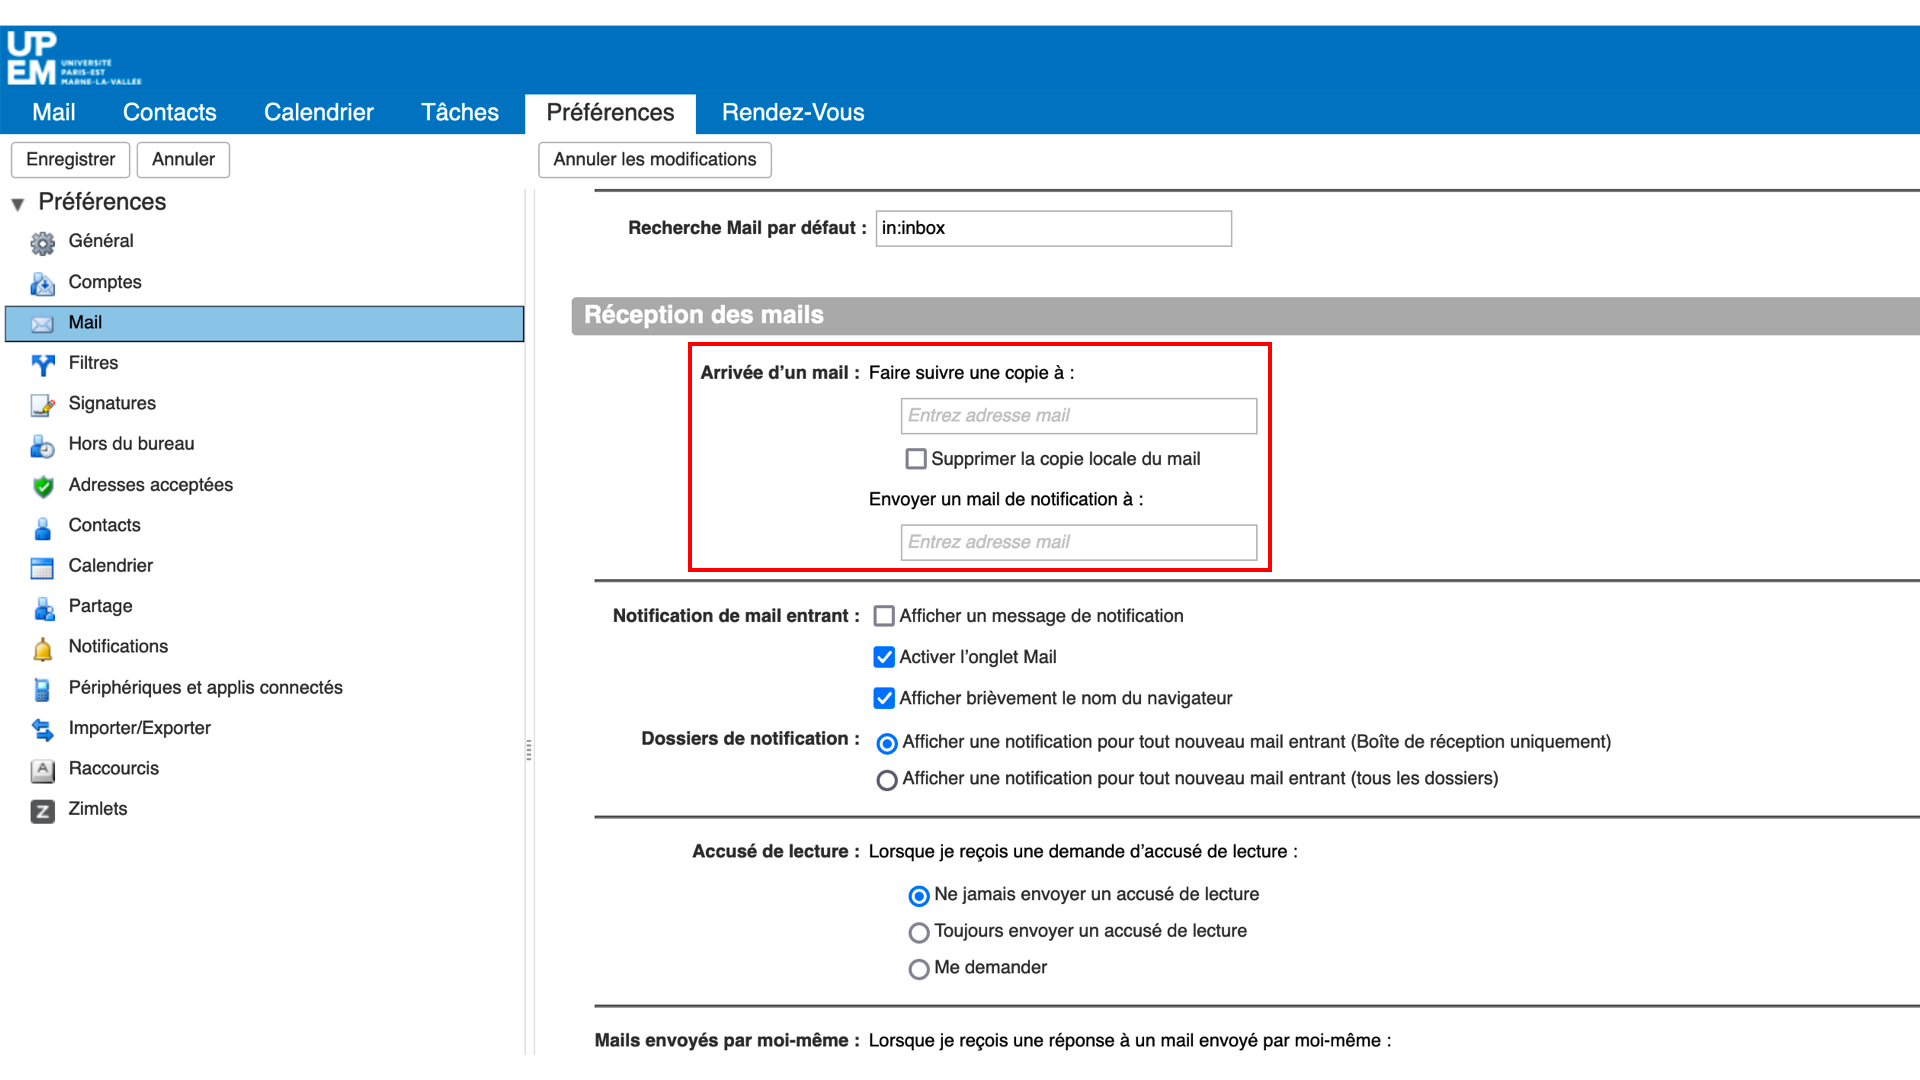 UP
EM UNIVERSITÉ
PARIS-EST
MARNE-LA-VALLÉE
Mail Contacts Calendrier Tâches Préférences Rendez-Vous
Enregistrer Annuler Annuler les modifications
Préférences
Général
Comptes
Mail
Filtres
Signatures
Hors du bureau
Adresses acceptées
Contacts
Calendrier
Partage
Notifications
Périphériques et applis connectés
Importer/Exporter
Raccourcis
Zimlets
Recherche Mail par défaut : in:inbox
Réception des mails
Arrivée d’un mail : Faire suivre une copie à :
Entrez adresse mail
Supprimer la copie locale du mail
Envoyer un mail de notification à :
Entrez adresse mail
Notification de mail entrant : Afficher un message de notification
Activer l’onglet Mail
Afficher brièvement le nom du navigateur
Dossiers de notification : Afficher une notification pour tout nouveau mail entrant (Boîte de réception uniquement)
Afficher une notification pour tout nouveau mail entrant (tous les dossiers)
Accusé de lecture : Lorsque je reçois une demande d’accusé de lecture :
Ne jamais envoyer un accusé de lecture
Toujours envoyer un accusé de lecture
Me demander
Mails envoyés par moi-même : Lorsque je reçois une réponse à un mail envoyé par moi-même :